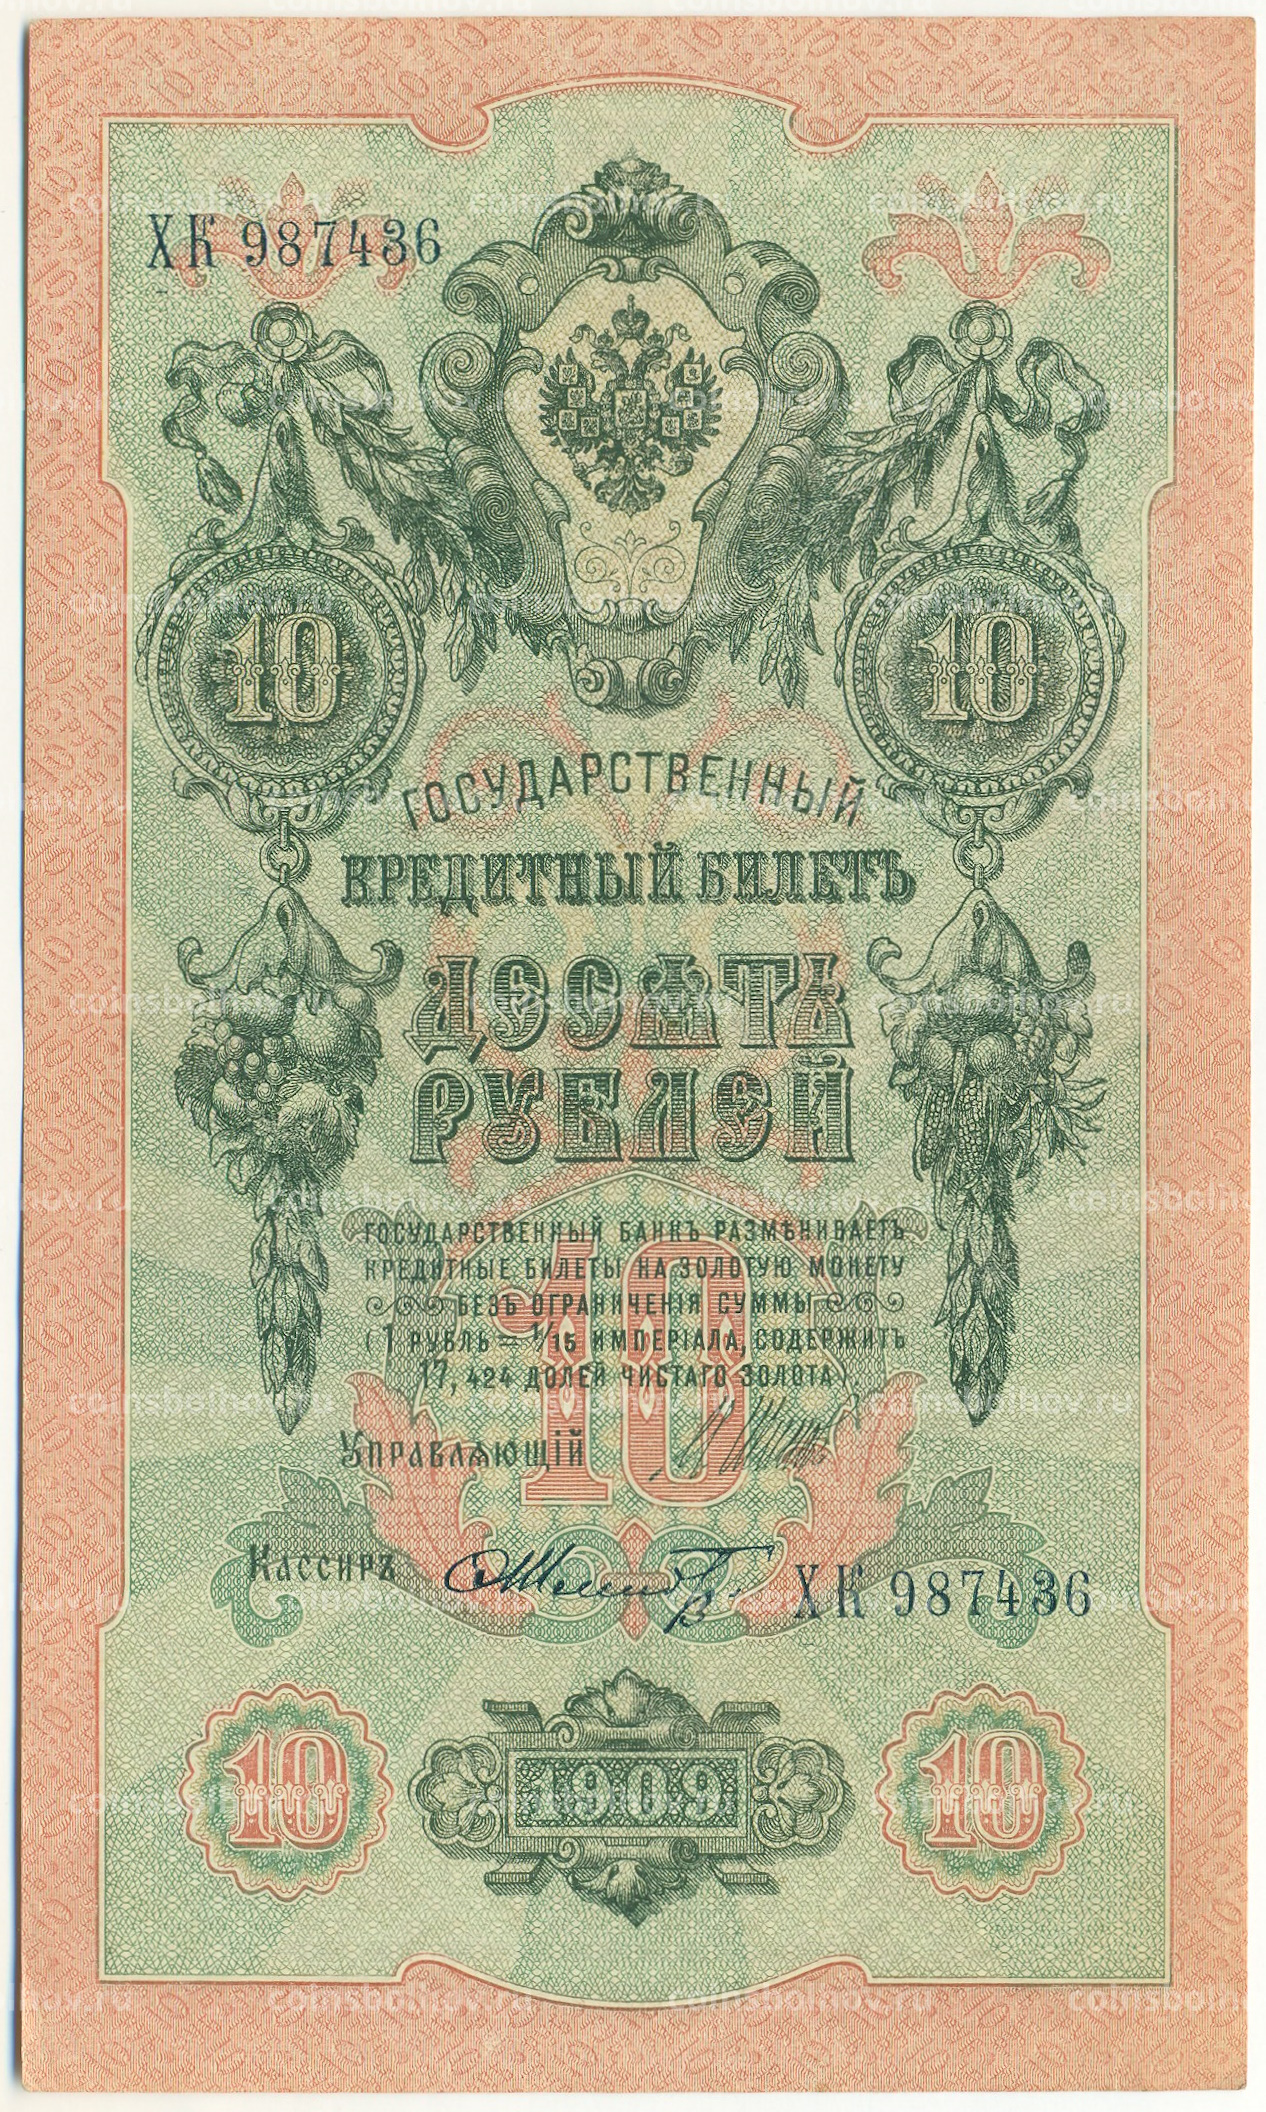 ХК 987436
10 10
ГОСУДАРСТВЕННЫЙ
КРЕДИТНЫЙ БИЛЕТЪ
ДЕСЯТЬ
РУБЛЕЙ
10
ГОСУДАРСТВЕННЫЙ БАНКЪ РАЗМѢНИВАЕТЪ
КРЕДИТНЫЕ БИЛЕТЫ НА ЗОЛОТУЮ МОНЕТУ
БЕЗЪ ОГРАНИЧЕНІЯ СУММЫ
(1 РУБЛЬ = 1/15 ИМПЕРІАЛА, СОДЕРЖИТЪ
17,424 ДОЛЕЙ ЧИСТАГО ЗОЛОТА).
УПРАВЛЯЮЩІЙ
КАССИРЪ
ХК 987436
10 1909 10
coinsbolhov.ru